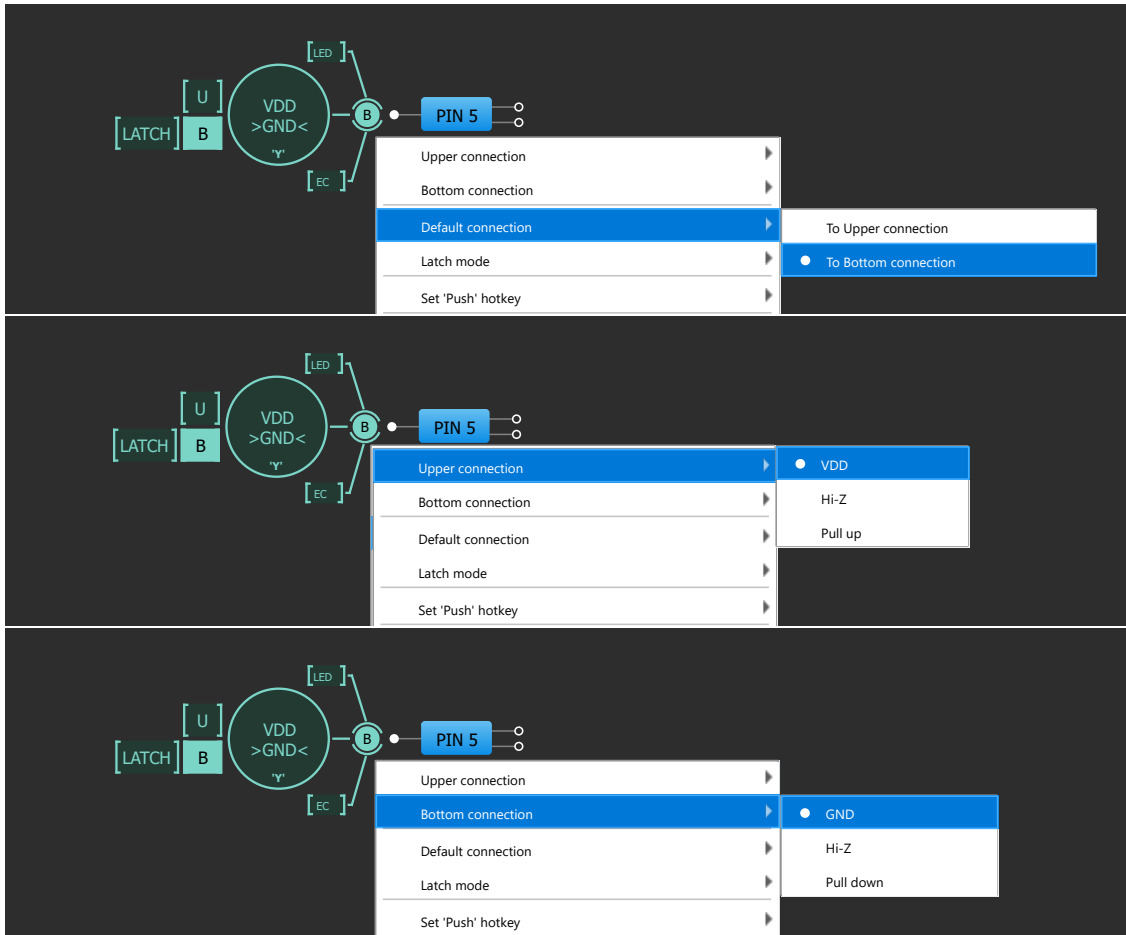 [LED ]
[ U ]
VDD
>GND<
'Y'
[LATCH] B
B
PIN 5
[ EC ]
Upper connection
Bottom connection
Default connection
To Upper connection
To Bottom connection
Latch mode
Set 'Push' hotkey
[LED ]
[ U ]
VDD
>GND<
'Y'
[LATCH] B
B
PIN 5
[ EC ]
Upper connection
VDD
Bottom connection
Hi-Z
Default connection
Pull up
Latch mode
Set 'Push' hotkey
[LED ]
[ U ]
VDD
>GND<
'Y'
[LATCH] B
B
PIN 5
[ EC ]
Upper connection
Bottom connection
GND
Default connection
Hi-Z
Latch mode
Pull down
Set 'Push' hotkey